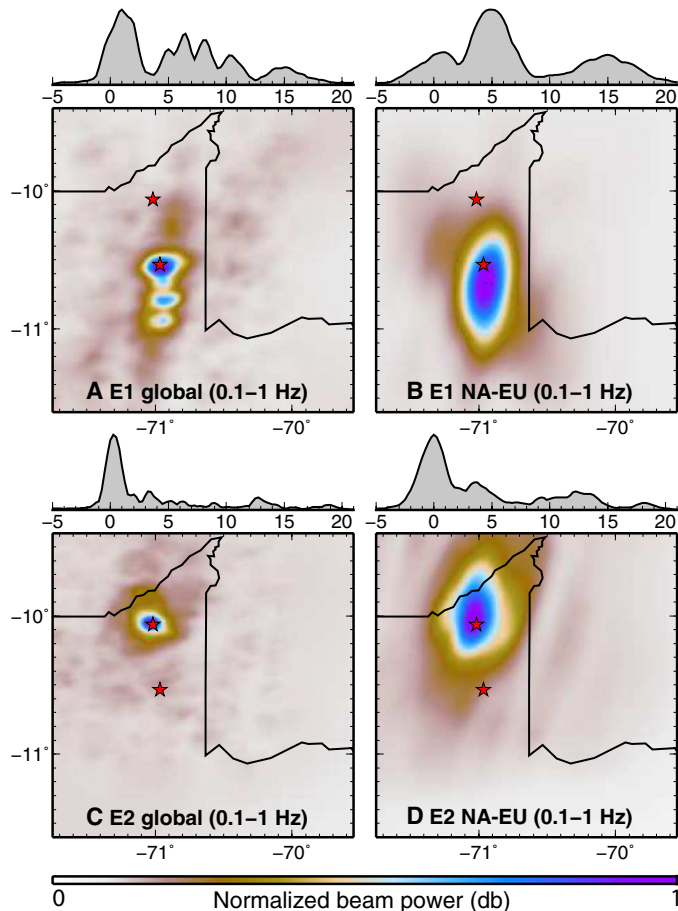 −5 0 5 10 15 20
−5 0 5 10 15 20
−10˚
−11˚
A E1 global (0.1−1 Hz)
B E1 NA-EU (0.1−1 Hz)
−71˚ −70˚
−71˚ −70˚
−5 0 5 10 15 20
−5 0 5 10 15 20
−10˚
−11˚
C E2 global (0.1−1 Hz)
D E2 NA-EU (0.1−1 Hz)
−71˚ −70˚
−71˚ −70˚
0 1
Normalized beam power (db)